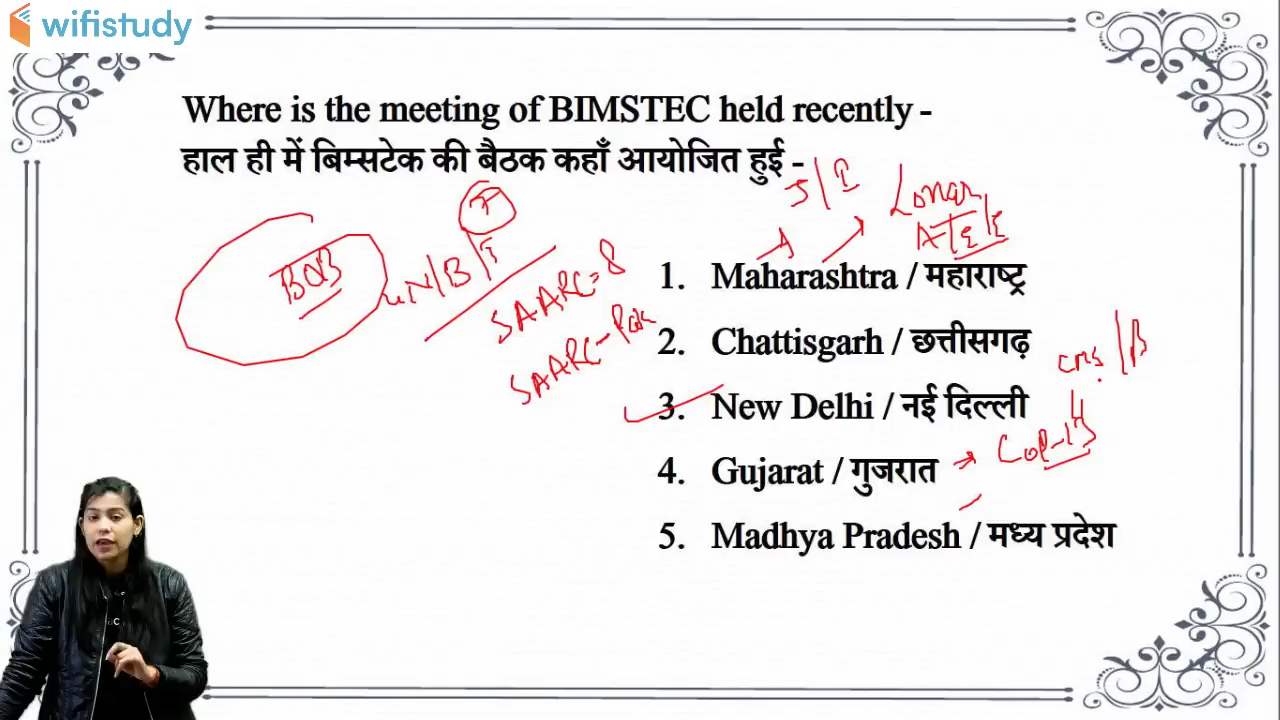 wifistudy
Where is the meeting of BIMSTEC held recently -
हाल ही में बिम्सटेक की बैठक कहाँ आयोजित हुई -
J/I
Lonar
A
BOB
N/B/I
SAARC=8
SAARC-Pak
1. Maharashtra / महाराष्ट्र
2. Chattisgarh / छत्तीसगढ़
3. New Delhi / नई दिल्ली
CMS
4. Gujarat / गुजरात
COP-13
5. Madhya Pradesh / मध्य प्रदेश